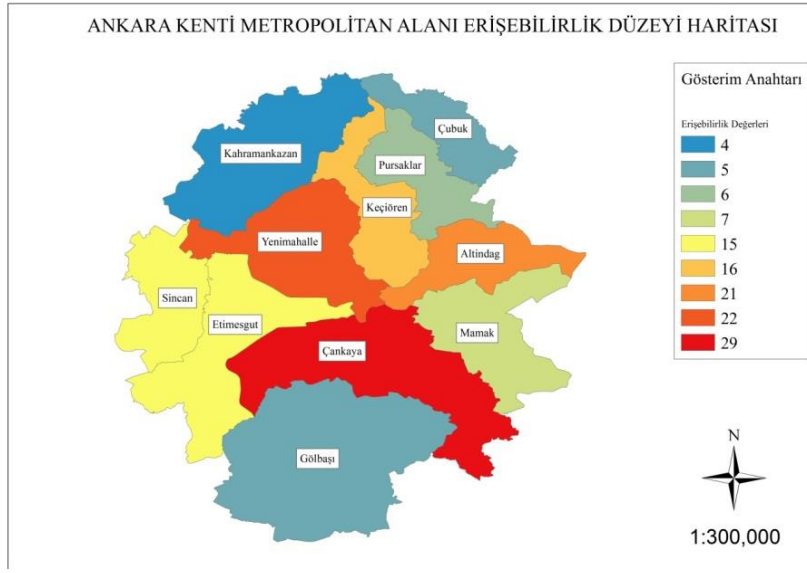 ANKARA KENTİ METROPOLİTAN ALANI ERİŞEBİLİRLİK DÜZEYİ HARİTASI
Gösterim Anahtarı
Erişebilirlik Değerleri
4
5
6
7
15
16
21
22
29
Çubuk
Kahramankazan
Pursaklar
Keçiören
Yenimahalle
Altindag
Sincan
Etimesgut
Mamak
Çankaya
Gölbaşı
N
1:300,000